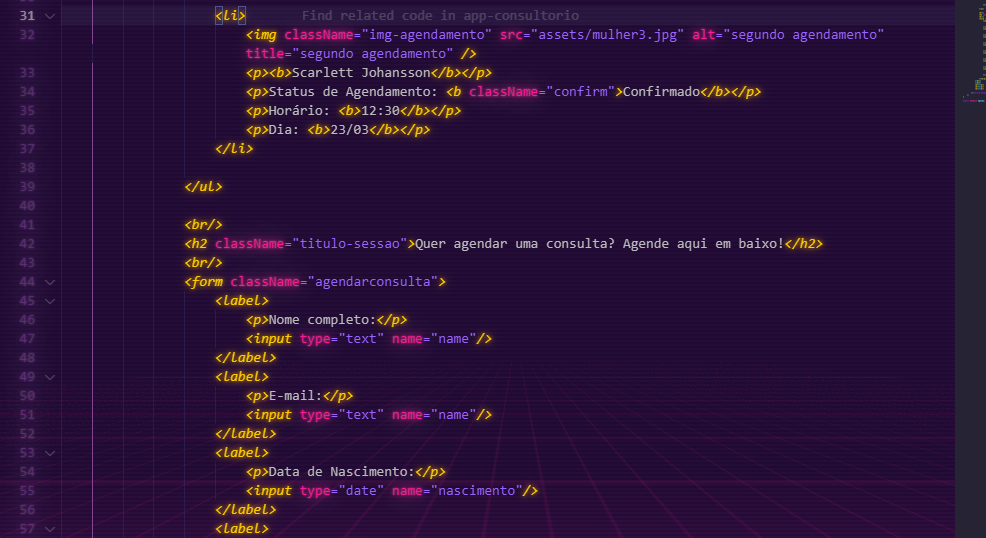 31 <li> Find related code in app-consultorio
32 <img className="img-agendamento" src="assets/mulher3.jpg" alt="segundo agendamento"
title="segundo agendamento" />
33 <p><b>Scarlett Johansson</b></p>
34 <p>Status de Agendamento: <b className="confirm">Confirmado</b></p>
35 <p>Horário: <b>12:30</b></p>
36 <p>Dia: <b>23/03</b></p>
37 </li>
38
39 </ul>
40
41 <br/>
42 <h2 className="titulo-sessao">Quer agendar uma consulta? Agende aqui em baixo!</h2>
43 <br/>
44 <form className="agendarconsulta">
45 <label>
46 <p>Nome completo:</p>
47 <input type="text" name="name"/>
48 </label>
49 <label>
50 <p>E-mail:</p>
51 <input type="text" name="name"/>
52 </label>
53 <label>
54 <p>Data de Nascimento:</p>
55 <input type="date" name="nascimento"/>
56 </label>
57 <label>